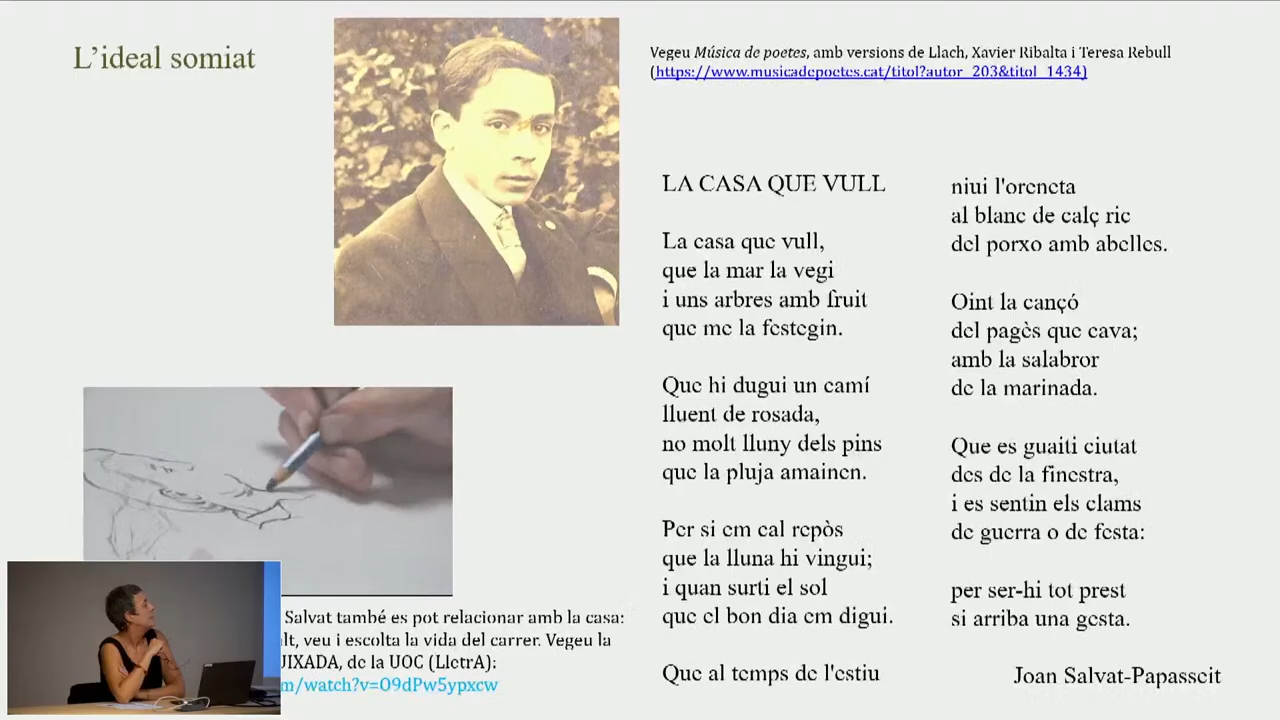 L'ideal somiat
Vegeu Música de poetes, amb versions de Llach, Xavier Ribalta i Teresa Rebull
(https://www.musicadepoetes.cat/titol?autor_203&titol_1434)
LA CASA QUE VULL
La casa que vull,
que la mar la vegi
i uns arbres amb fruit
que me la festegin.
Que hi dugui un camí
lluent de rosada,
no molt lluny dels pins
que la pluja amainen.
Per si em cal repòs
que la lluna hi vingui;
i quan surti el sol
que el bon dia em digui.
Que al temps de l'estiu
niui l'oreneta
al blanc de calç ric
del porxo amb abelles.
Oint la cançó
del pagès que cava;
amb la salabror
de la marinada.
Que es guaiti ciutat
des de la finestra,
i es sentin els clams
de guerra o de festa:
per ser-hi tot prest
si arriba una gesta.
Joan Salvat-Papasseit
Salvat també es pot relacionar amb la casa:
lt, veu i escolta la vida del carrer. Vegeu la
UIXADA, de la UOC (LletrA):
m/watch?v=O9dPw5ypxcw